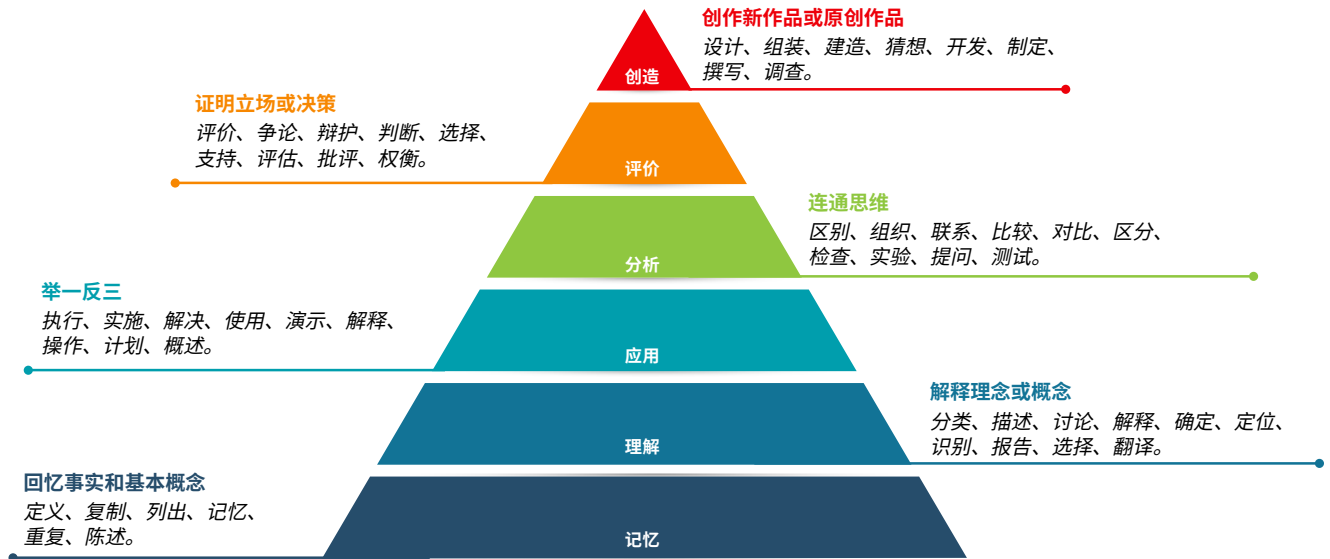 创作新作品或原创作品
设计、组装、建造、猜想、开发、制定、
撰写、调查。
创造
证明立场或决策
评价、争论、辩护、判断、选择、
支持、评估、批评、权衡。
评价
连通思维
区别、组织、联系、比较、对比、区分、
检查、实验、提问、测试。
分析
举一反三
执行、实施、解决、使用、演示、解释、
操作、计划、概述。
应用
解释理念或概念
分类、描述、讨论、解释、确定、定位、
识别、报告、选择、翻译。
理解
回忆事实和基本概念
定义、复制、列出、记忆、
重复、陈述。
记忆